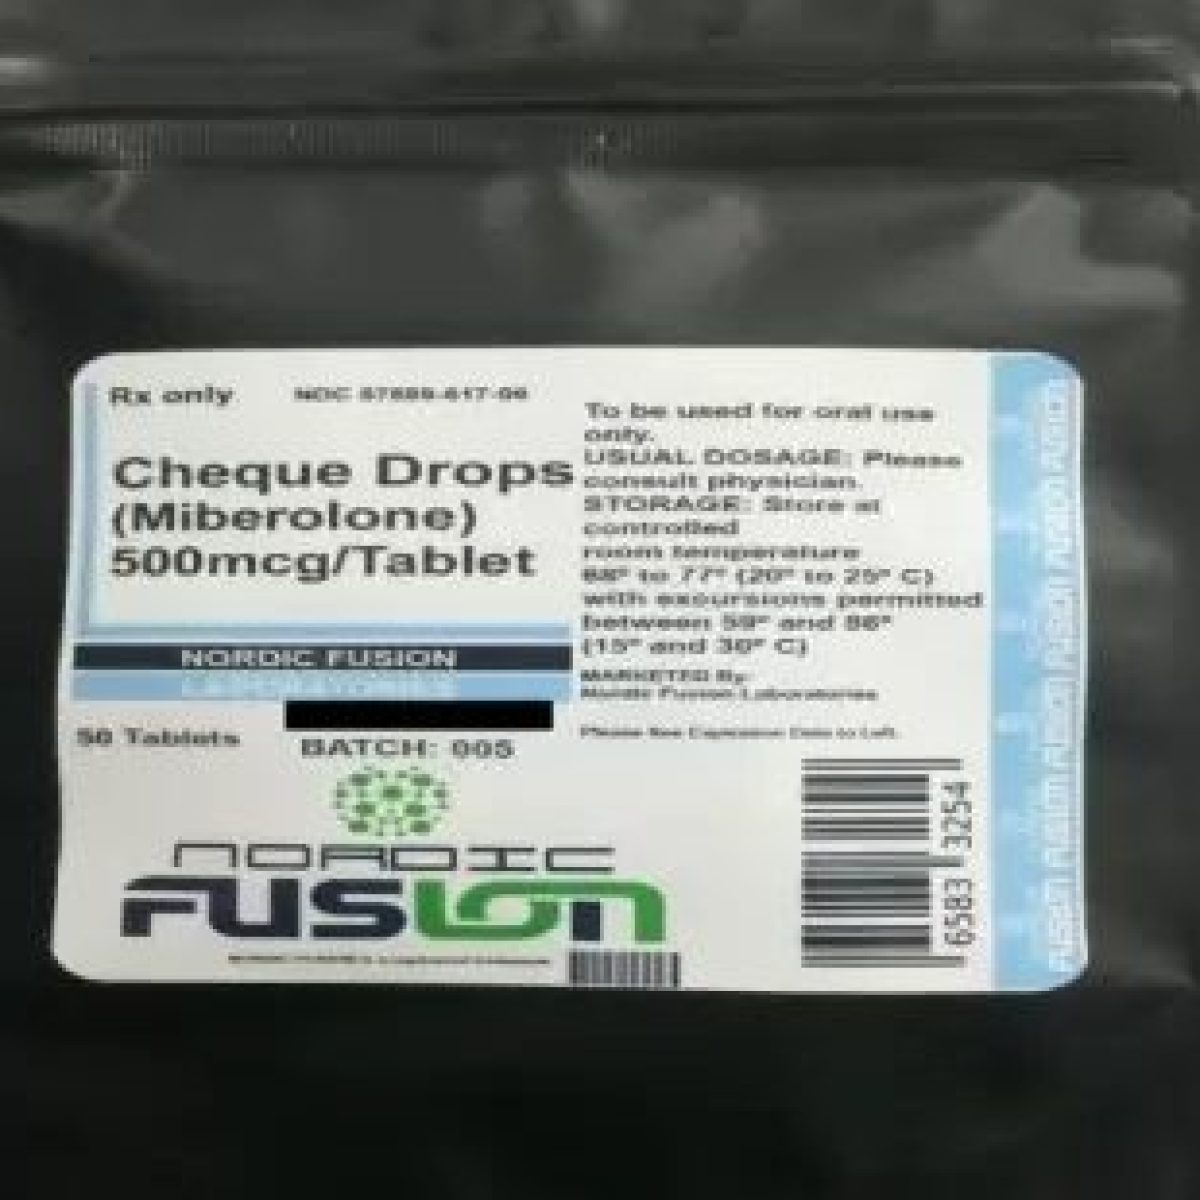 Rx only
Cheque Drops
(Miberolone)
500mcg/Tablet
NORDIC FUSION
50 Tablets
BATCH: 005
NORDIC
FUSION
To be used for oral use
only.
USUAL DOSAGE: Please
consult physician.
STORAGE: Store at
controlled
room temperature
68° to 77° (20° to 25° C)
with excursions permitted
between 59° and 86°
(15° and 30° C)
MARKETED By:
Nordic Fusion Laboratories
Please See Expiration Date to Left.
6583 3254